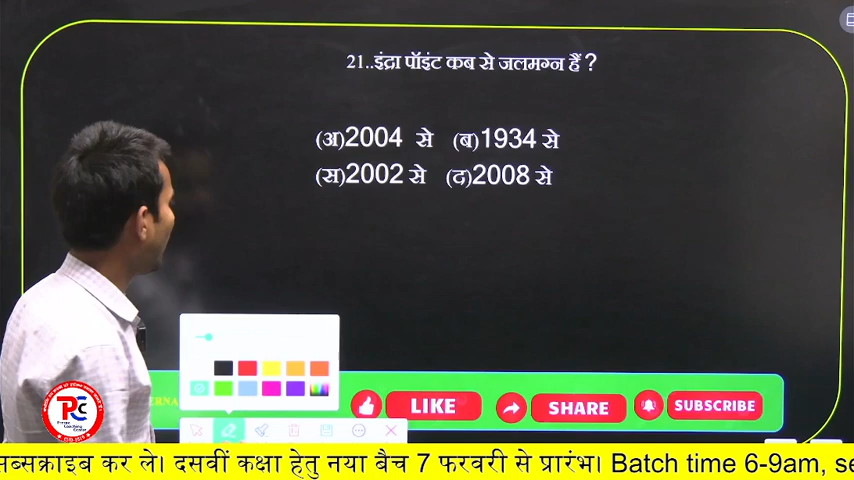 21..इंद्रा पॉइंट कब से जलमग्न हैं ?
(अ)2004 से (ब)1934 से
(स)2002 से (द)2008 से
LIKE
SHARE
SUBSCRIBE
PCC
सब्सक्राइब कर ले। दसवीं कक्षा हेतु नया बैच 7 फरवरी से प्रारंभ। Batch time 6-9am, se